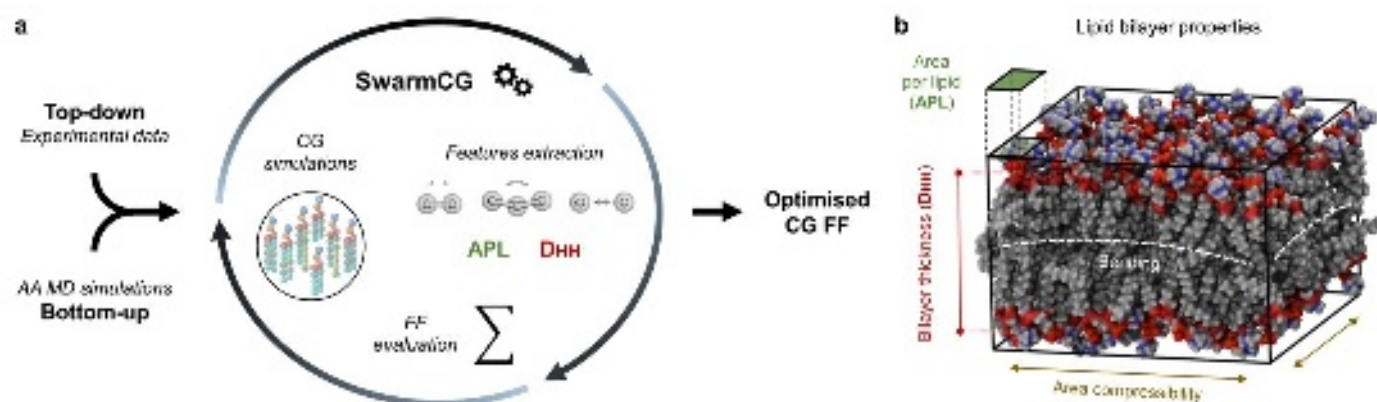 a
Top-down
Experimental data
AA MD simulations
Bottom-up
SwarmCG
CG
simulations
Features extraction
APL DHH
FF
evaluation
∑
Optimised
CG FF
b
Lipid bilayer properties
Area
per lipid
(APL)
Bilayer thickness (DHH)
Bending
Area compressibility